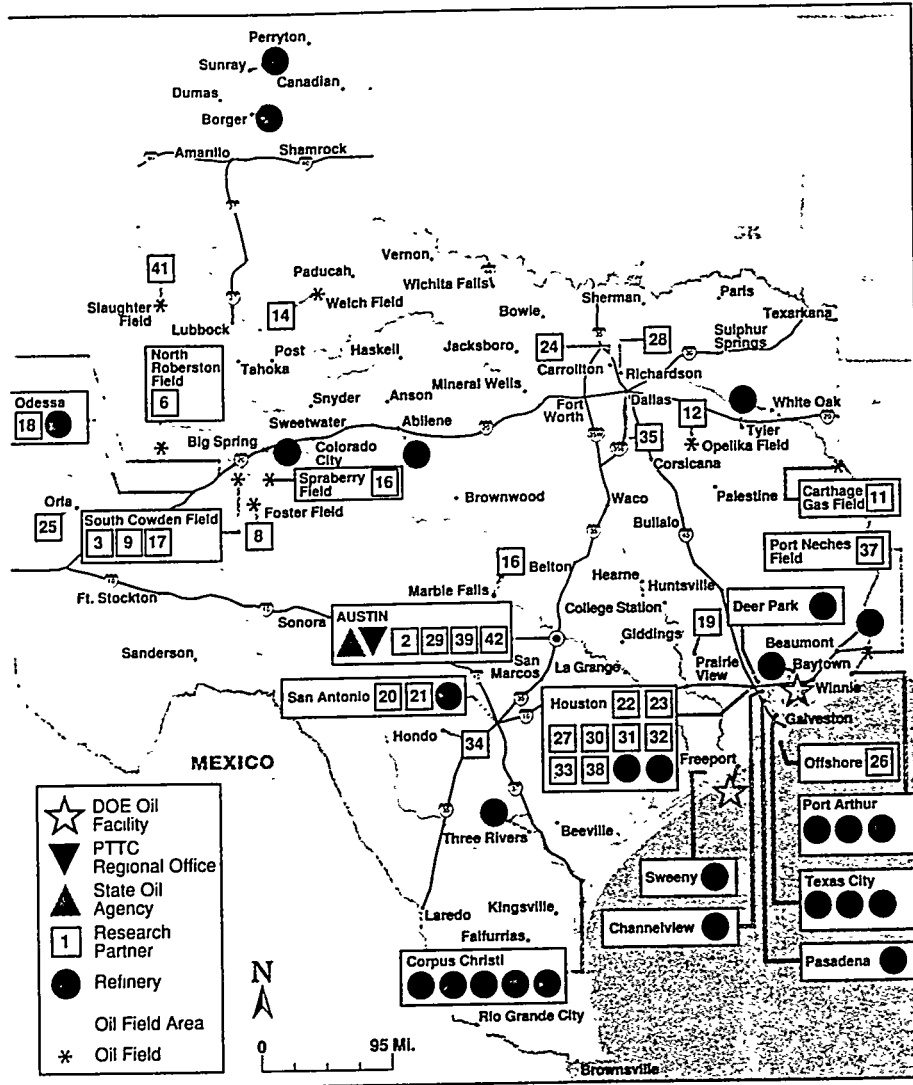 Perryton
Sunray
Canadian
Dumas
Borger
Amarillo
Shamrock
41
Slaughter
Field
Lubbock
Paducah
Welch Field
14
Vernon
Wichita Falls
Bowie
Sherman
Paris
Texarkana
Sulphur
Springs
North
Roberston
Field
6
Tahoka
Post
Haskell
Jacksboro
24
Carrollton
28
Richardson
Odessa
18
Snyder
Anson
Mineral Wells
Fort
Worth
Dallas
12
White Oak
Tyler
Opelika Field
Sweetwater
Abilene
Big Spring
Colorado
City
35
Corsicana
Spraberry
Field
16
Orla
25
South Cowden Field
3 9 17
Foster Field
8
Brownwood
Waco
Palestine
Carthage
Gas Field
11
Buffalo
Port Neches
Field
37
Ft. Stockton
Sonora
16
Belton
Marble Falls
Hearne
Huntsville
College Station
Giddings
19
Deer Park
AUSTIN
2 29 39 42
Sanderson
San
Marcos
La Grange
Prairie
View
Beaumont
Baytown
Winnie
Galveston
San Antonio
20 21
Houston
22 23
27 30 31 32
33 38
Hondo
34
Freeport
Offshore
26
MEXICO
Port Arthur
Three Rivers
Beeville
Sweeny
Texas City
Channelview
Pasadena
Laredo
Kingsville
Falfurrias
Corpus Christi
Rio Grande City
Brownsville
DOE Oil
Facility
PTTC
Regional Office
State Oil
Agency
1
Research
Partner
Refinery
Oil Field Area
Oil Field
N
0
95 Mi.